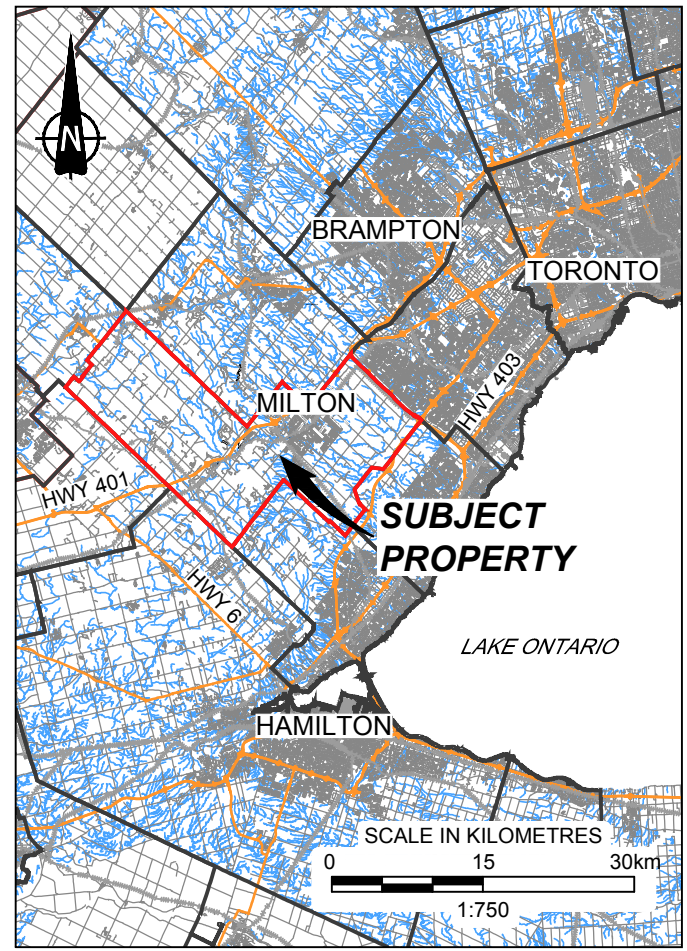 N
BRAMPTON
TORONTO
HWY 403
MILTON
HWY 401
SUBJECT
PROPERTY
HWY 6
LAKE ONTARIO
HAMILTON
SCALE IN KILOMETRES
0 15 30km
1:750